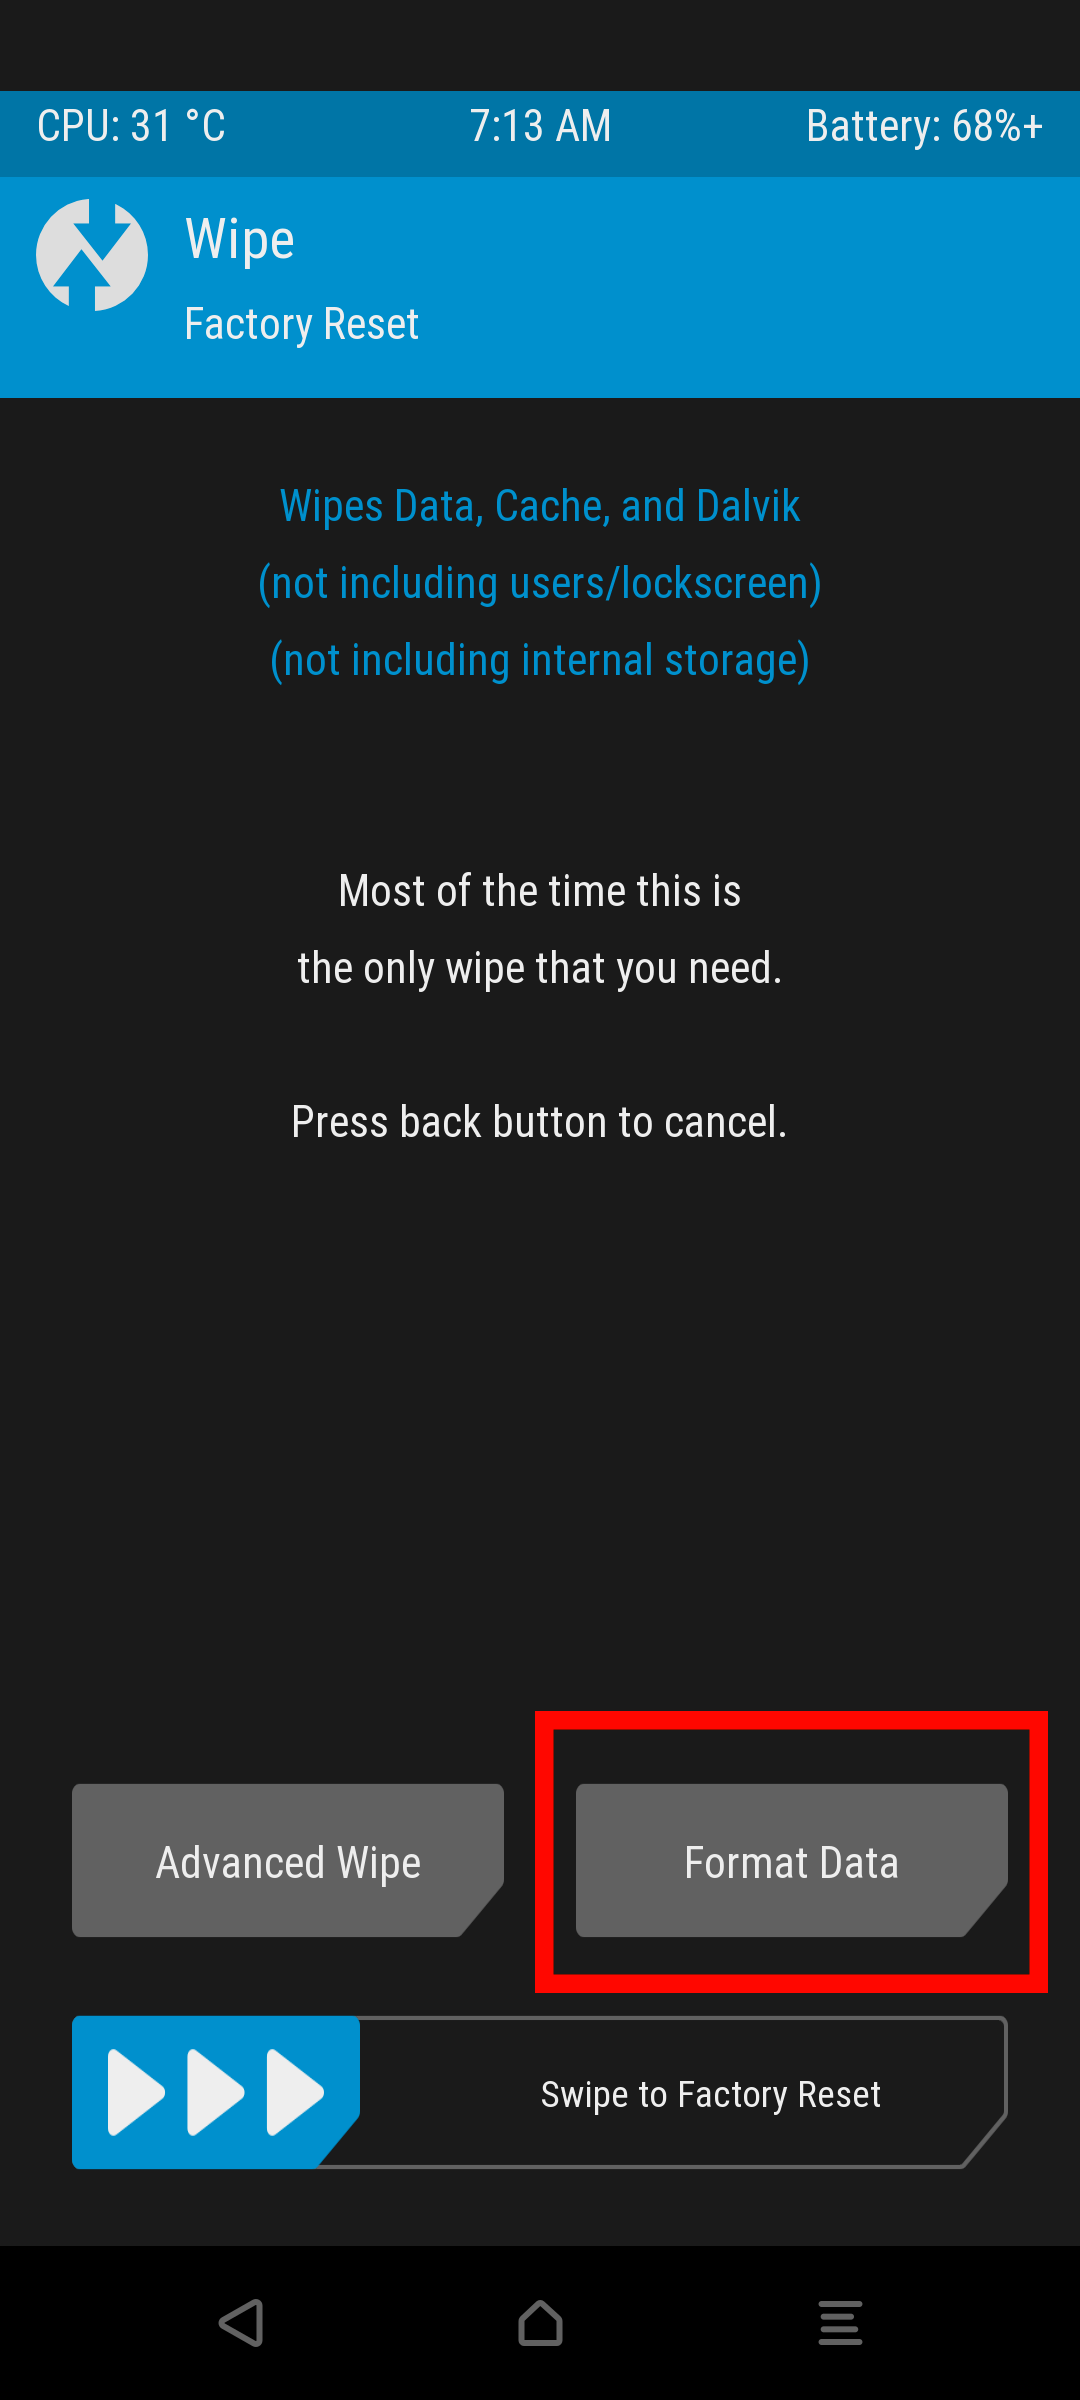 CPU: 31 °C 7:13 AM Battery: 68%+
Wipe
Factory Reset
Wipes Data, Cache, and Dalvik
(not including users/lockscreen)
(not including internal storage)
Most of the time this is
the only wipe that you need.
Press back button to cancel.
Advanced Wipe Format Data
Swipe to Factory Reset